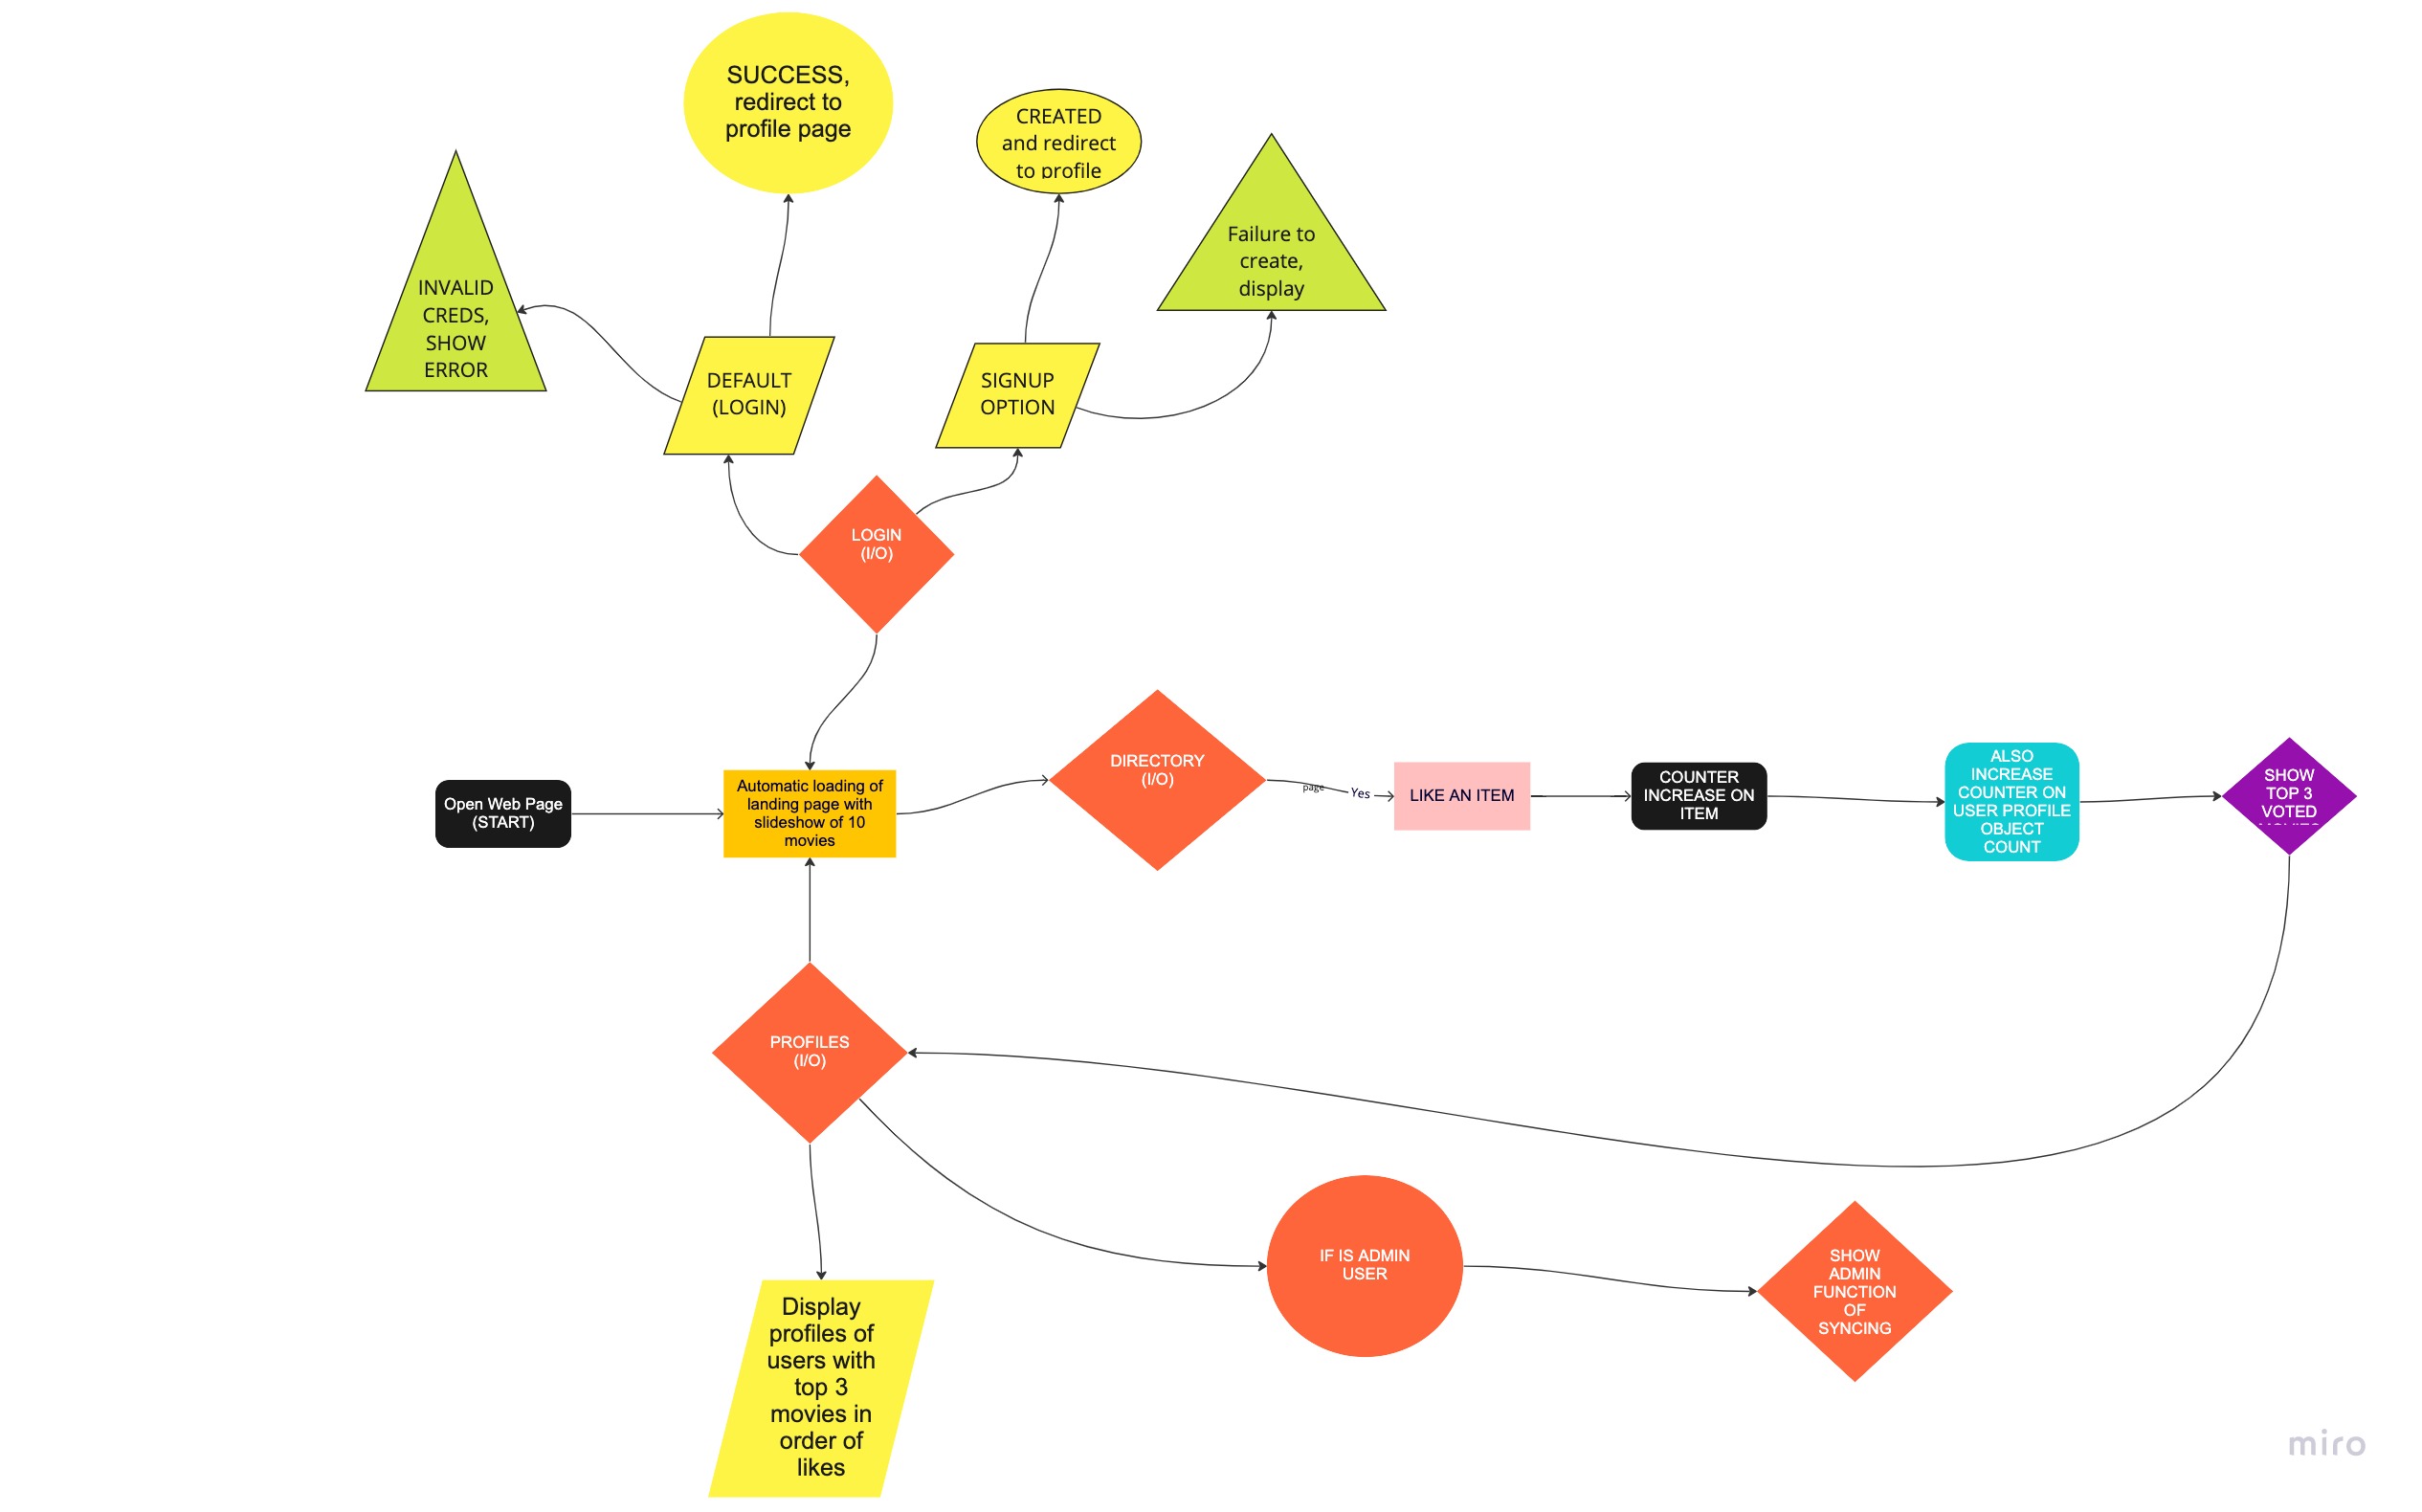 SUCCESS,
redirect to
profile page
CREATED
and redirect
to profile
Failure to
create,
display
INVALID
CREDS,
SHOW
ERROR
DEFAULT
(LOGIN)
SIGNUP
OPTION
LOGIN
(I/O)
Open Web Page
(START)
Automatic loading of
landing page with
slideshow of 10
movies
DIRECTORY
(I/O)
page
Yes
LIKE AN ITEM
COUNTER
INCREASE ON
ITEM
ALSO
INCREASE
COUNTER ON
USER PROFILE
OBJECT
COUNT
SHOW
TOP 3
VOTED
PROFILES
(I/O)
IF IS ADMIN
USER
SHOW
ADMIN
FUNCTION
OF
SYNCING
Display
profiles of
users with
top 3
movies in
order of
likes
miro